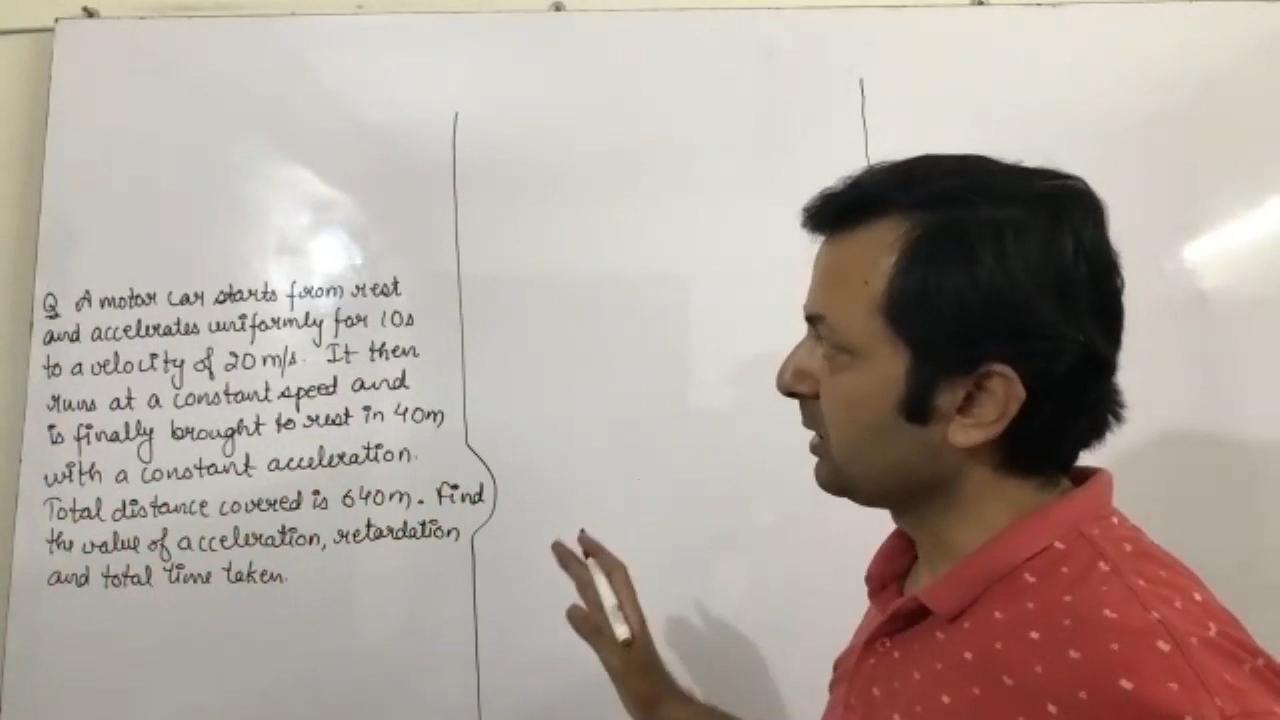 Q A motor car starts from rest
and accelerates uniformly for 10s
to a velocity of 20 m/s. It then
runs at a constant speed and
is finally brought to rest in 40m
with a constant acceleration.
Total distance covered is 640m. Find
the value of acceleration, retardation
and total time taken.